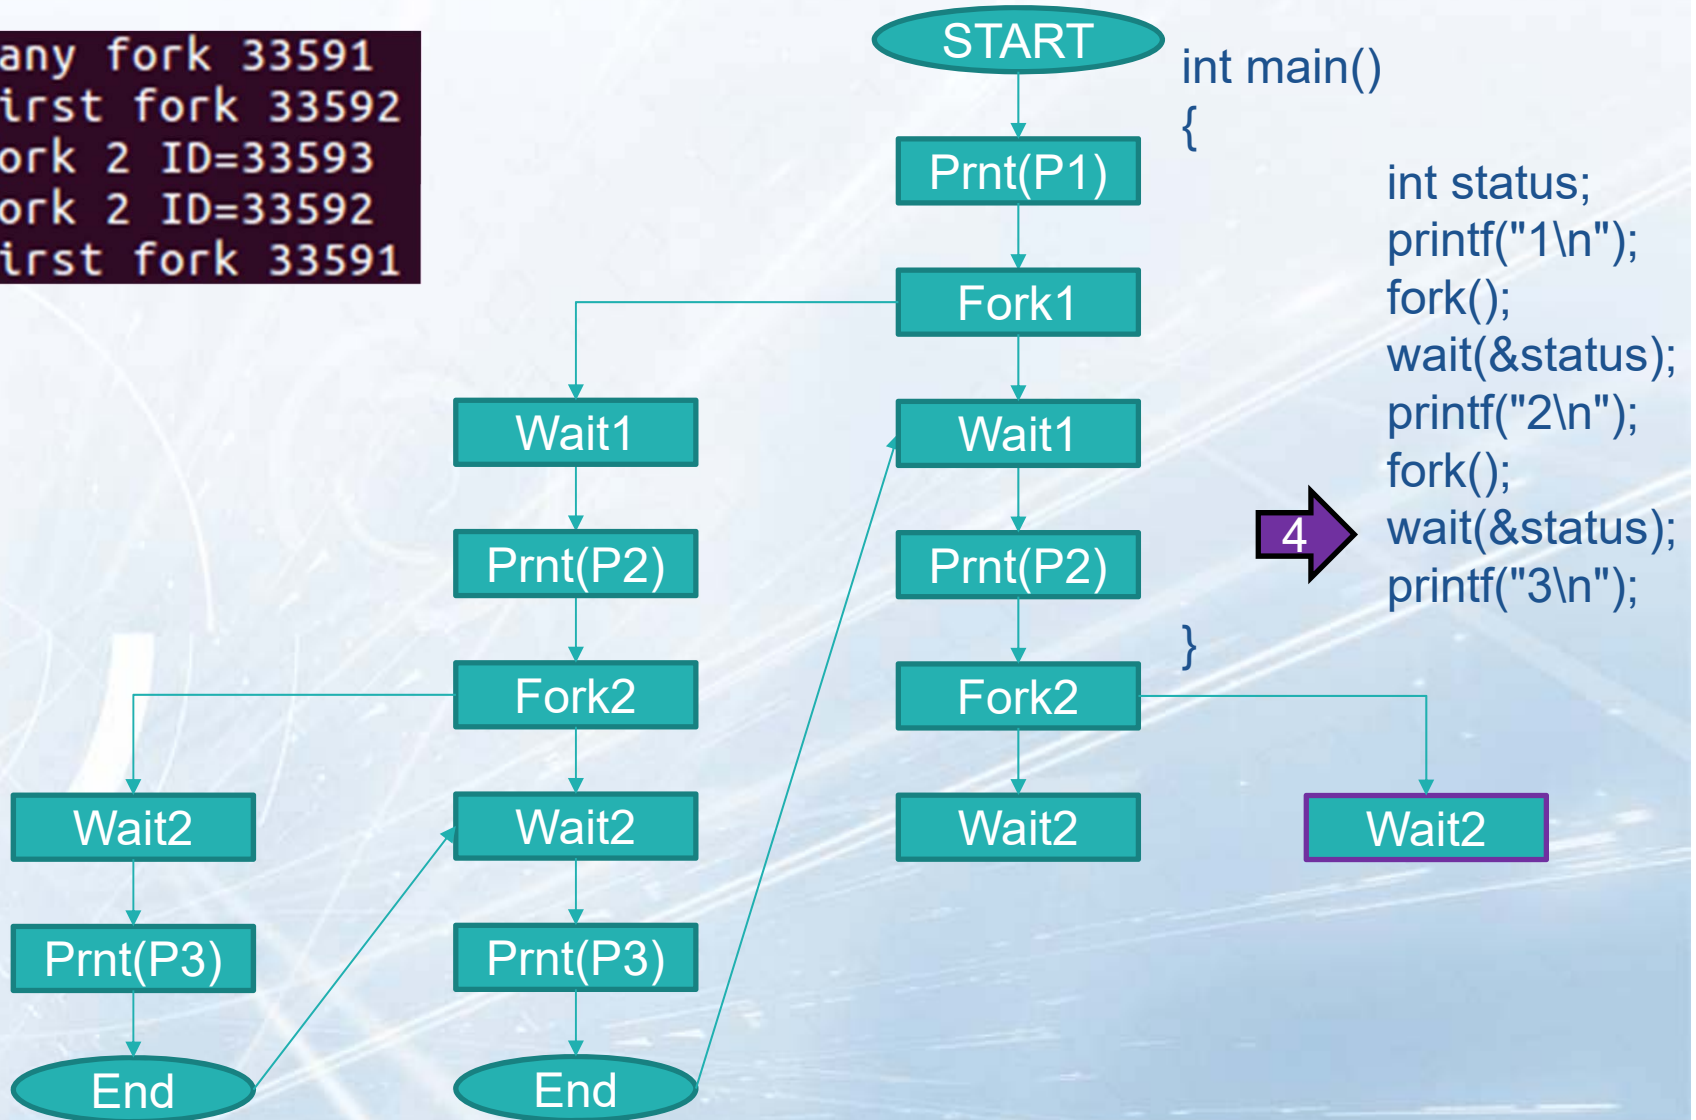 any fork 33591
irst fork 33592
ork 2 ID=33593
ork 2 ID=33592
irst fork 33591
START
Prnt(P1)
Fork1
Wait1
Wait1
Prnt(P2)
Prnt(P2)
Fork2
Fork2
Wait2
Wait2
Wait2
Wait2
Prnt(P3)
Prnt(P3)
End
End
int main()
{
int status;
printf("1\n");
fork();
wait(&status);
printf("2\n");
fork();
4
wait(&status);
printf("3\n");
}